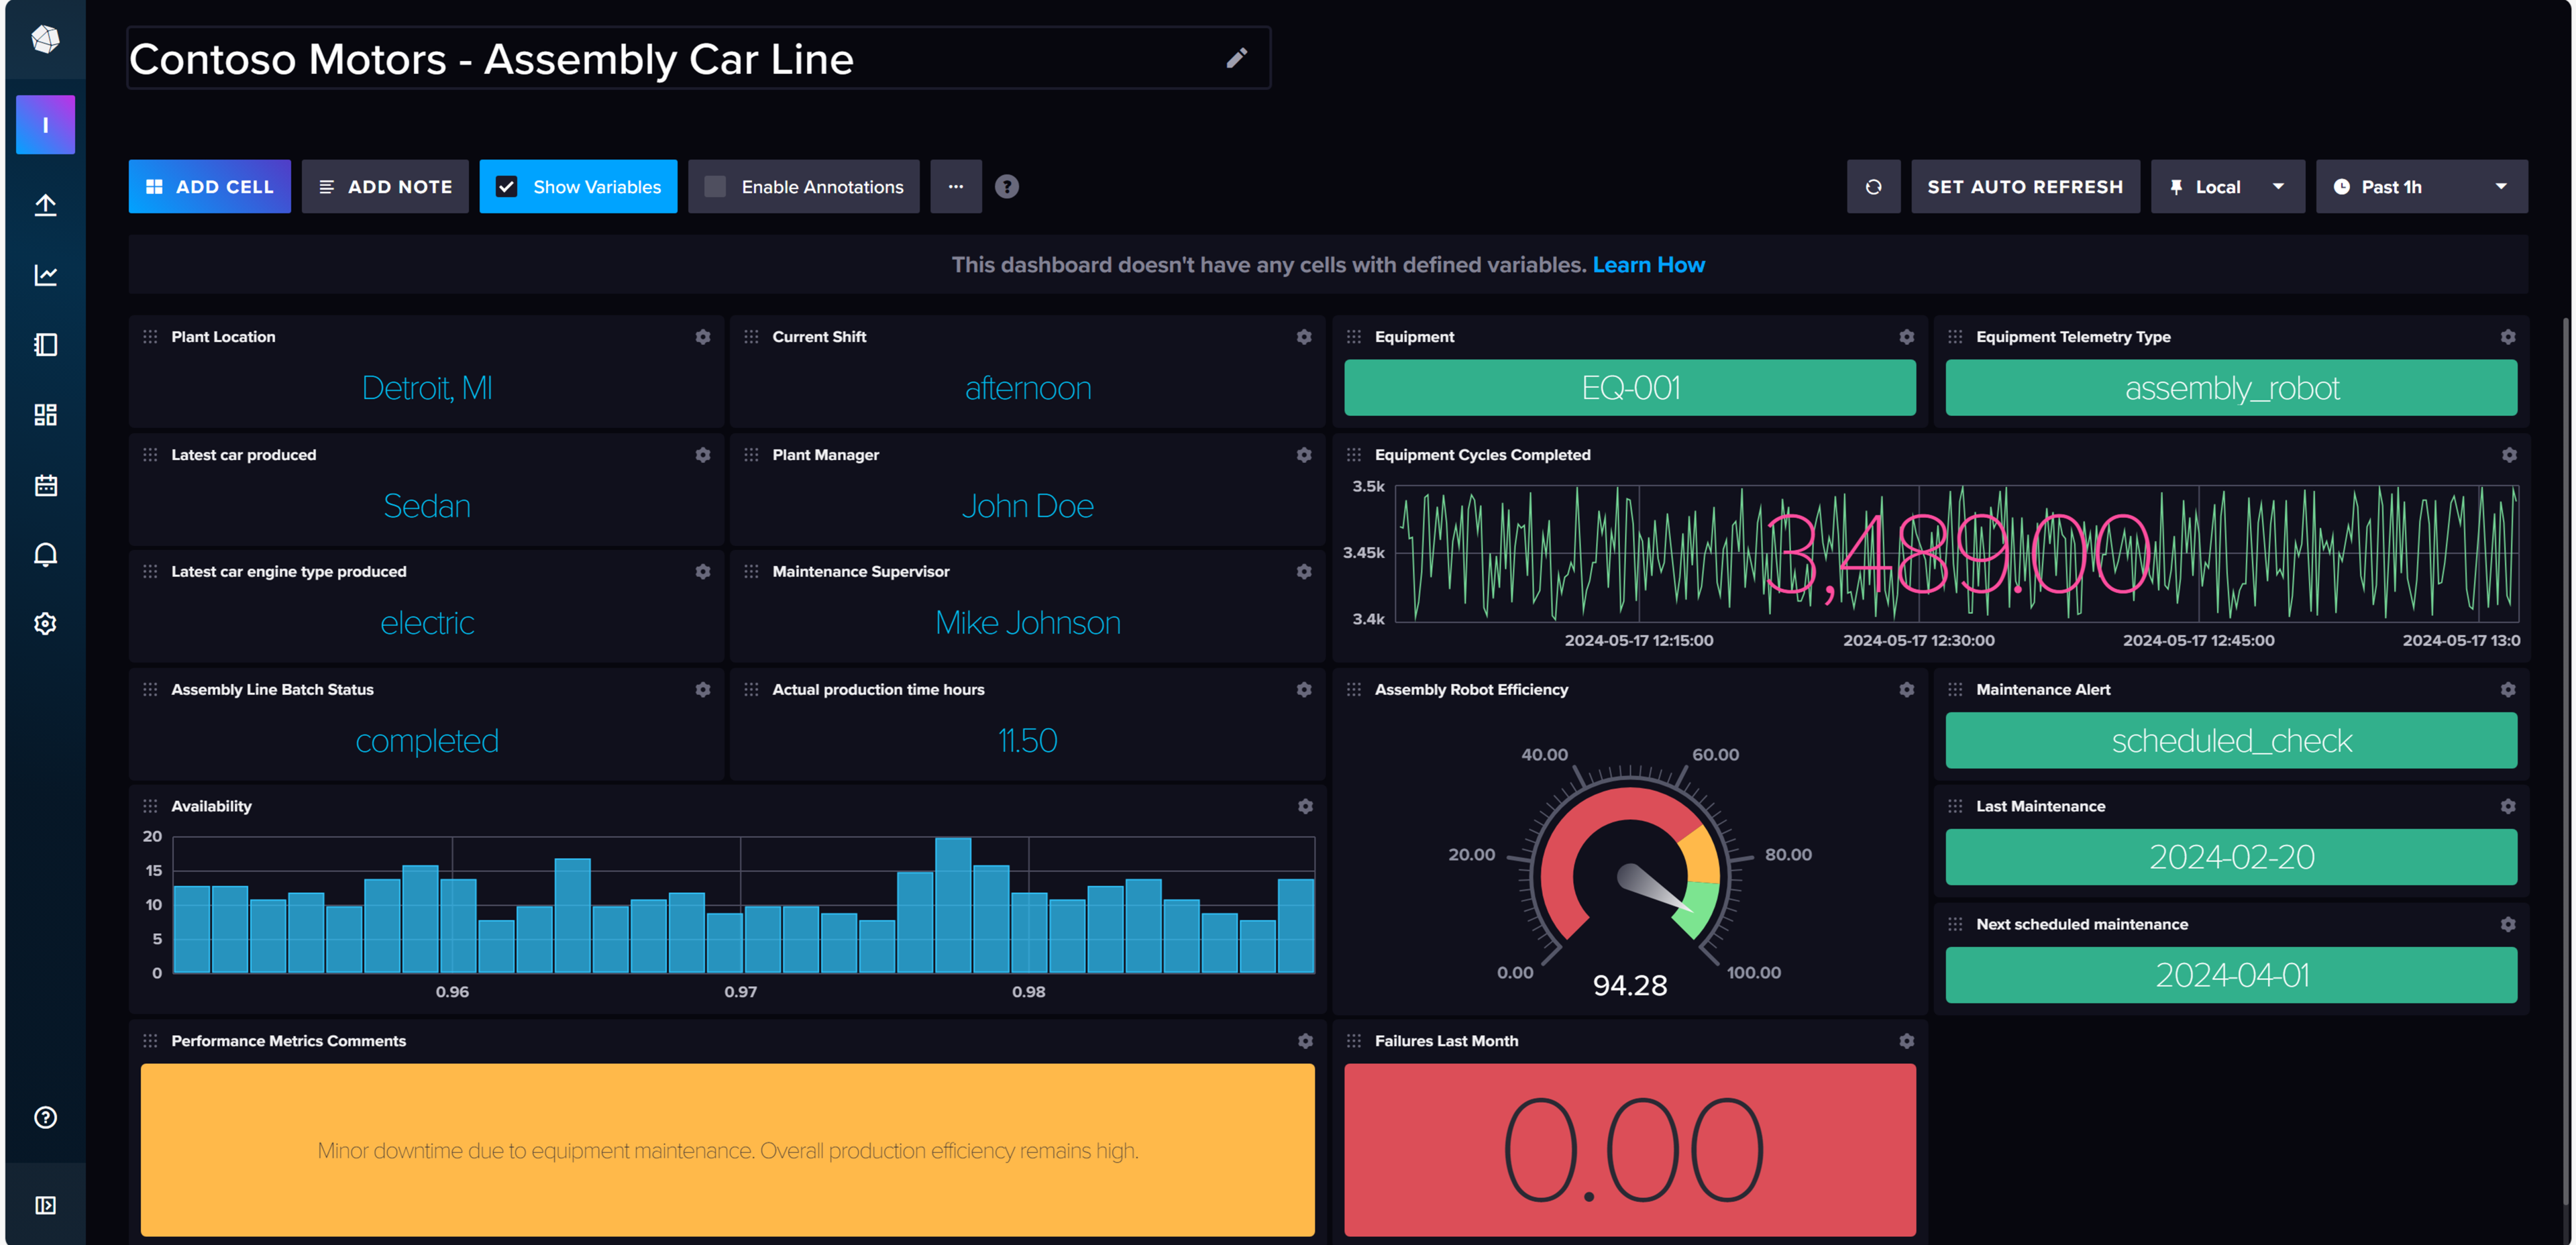 Contoso Motors - Assembly Car Line
I
ADD CELL
ADD NOTE
Show Variables
Enable Annotations
...
?
SET AUTO REFRESH
Local
Past 1h
This dashboard doesn't have any cells with defined variables. Learn How
Plant Location
Detroit, MI
Current Shift
afternoon
Equipment
EQ-001
Equipment Telemetry Type
assembly_robot
Latest car produced
Sedan
Plant Manager
John Doe
Equipment Cycles Completed
3.5k
3.45k
3.4k
3,489.00
2024-05-17 12:15:00
2024-05-17 12:30:00
2024-05-17 12:45:00
2024-05-17 13:0
Latest car engine type produced
electric
Maintenance Supervisor
Mike Johnson
Assembly Line Batch Status
completed
Actual production time hours
11.50
Assembly Robot Efficiency
0.00
20.00
40.00
60.00
80.00
100.00
94.28
Maintenance Alert
scheduled_check
Availability
20
15
10
5
0
0.96
0.97
0.98
Last Maintenance
2024-02-20
Next scheduled maintenance
2024-04-01
Performance Metrics Comments
Minor downtime due to equipment maintenance. Overall production efficiency remains high.
Failures Last Month
0.00
?